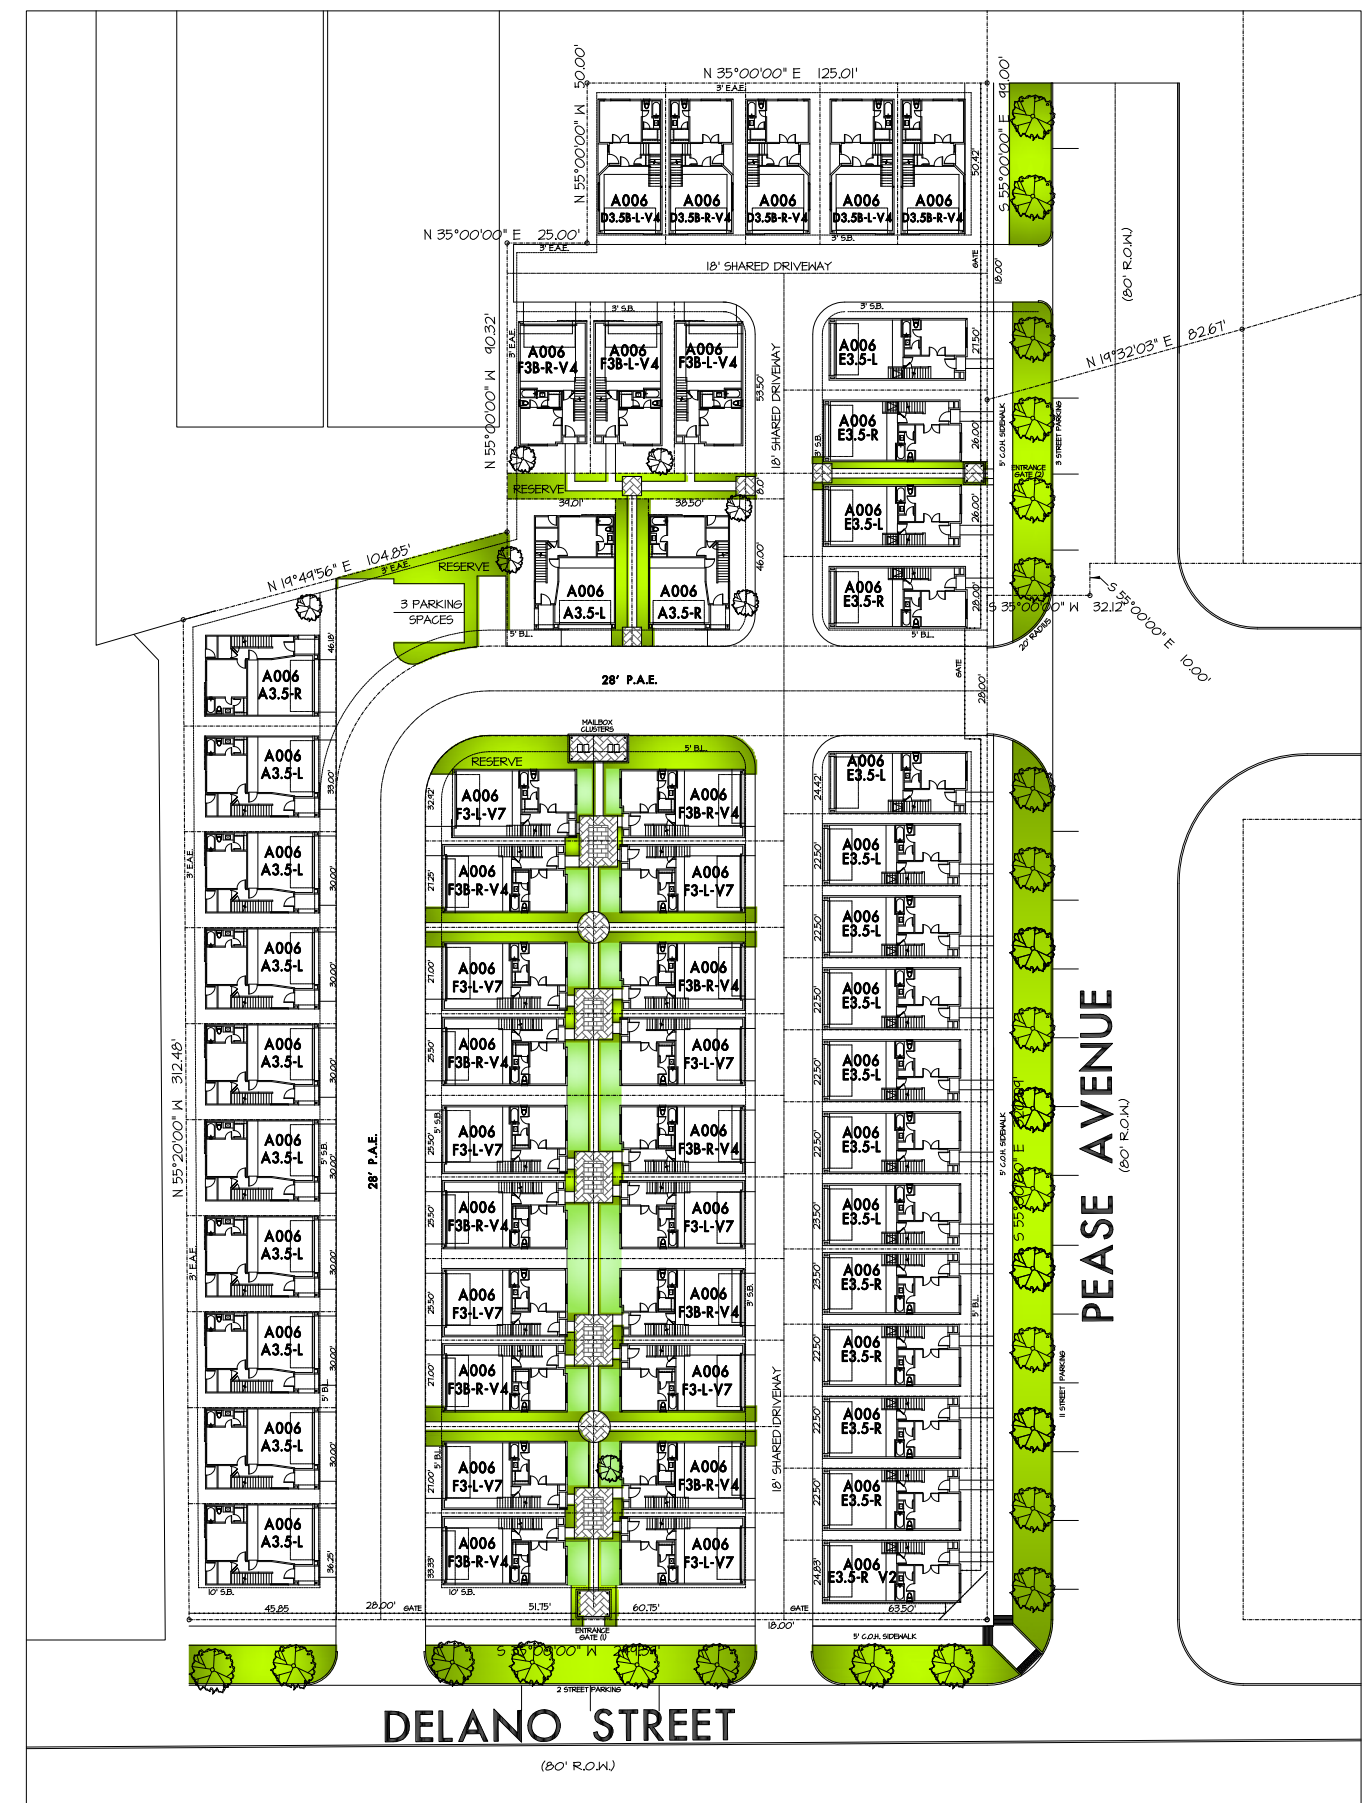 N 35°00'00" E 125.01'
3' E.A.E.
N 55°00'00" W 50.00'
S 55°00'00" E 99.00'
50.42'
A006
D3.5B-L-V4
A006
D3.5B-R-V4
A006
D3.5B-R-V4
A006
D3.5B-L-V4
A006
D3.5B-R-V4
3' S.B.
N 35°00'00" E 25.00'
3' E.A.E.
GATE
18.00'
(80' R.O.W.)
18' SHARED DRIVEWAY
3' S.B.
3' S.B.
N 55°00'00" W 90.32'
3' E.A.E.
A006
F3B-R-V4
A006
F3B-L-V4
A006
F3B-L-V4
53.50'
18' SHARED DRIVEWAY
A006
E3.5-L
27.50'
N 19°32'03" E 82.67'
A006
E3.5-R
26.00'
3' S.B.
5' C.O.H. SIDEWALK
3 STREET PARKING
ENTRANCE
GATE (2)
RESERVE
8.0'
39.01'
38.50'
A006
E3.5-L
26.00'
46.00'
N 19°49'56" E 104.85'
3' E.A.E.
RESERVE
A006
A3.5-L
A006
A3.5-R
A006
E3.5-R
28.00'
S 35°00'00" W 32.12'
S 55°00'00" E 10.00'
20' RADIUS
3 PARKING
SPACES
5' B.L.
5' B.L.
GATE
28.00'
28' P.A.E.
46.18'
A006
A3.5-R
MAILBOX
CLUSTERS
5' B.L.
RESERVE
A006
A3.5-L
33.00'
A006
A3.5-L
30.00'
A006
A3.5-L
30.00'
A006
A3.5-L
30.00'
A006
A3.5-L
30.00'
A006
A3.5-L
30.00'
A006
A3.5-L
30.00'
A006
A3.5-L
30.00'
A006
A3.5-L
36.25'
3' E.A.E.
3' E.A.E.
5' S.B.
5' B.L.
10' S.B.
N 55°20'00" W 312.48'
28' P.A.E.
32.92'
A006
F3-L-V7
A006
F3B-R-V4
21.25'
A006
F3B-R-V4
A006
F3-L-V7
21.00'
A006
F3-L-V7
A006
F3B-R-V4
25.50'
A006
F3B-R-V4
A006
F3-L-V7
25.50'
5' S.B.
A006
F3-L-V7
A006
F3B-R-V4
25.50'
A006
F3B-R-V4
A006
F3-L-V7
25.50'
A006
F3-L-V7
A006
F3B-R-V4
3' S.B.
21.00'
A006
F3B-R-V4
A006
F3-L-V7
21.00'
5' B.L.
A006
F3-L-V7
A006
F3B-R-V4
33.33'
A006
F3B-R-V4
A006
F3-L-V7
10' S.B.
18' SHARED DRIVEWAY
24.42'
A006
E3.5-L
22.50'
A006
E3.5-L
22.50'
A006
E3.5-L
22.50'
A006
E3.5-L
22.50'
A006
E3.5-L
22.50'
A006
E3.5-L
23.50'
A006
E3.5-L
23.50'
A006
E3.5-R
22.50'
A006
E3.5-R
22.50'
A006
E3.5-R
22.50'
A006
E3.5-R
24.83'
A006
E3.5-R V2
5' C.O.H. SIDEWALK
5' B.L.
11 STREET PARKING
PEASE AVENUE
(80' R.O.W.)
45.85
28.00'
GATE
51.75'
60.75'
GATE
63.50'
18.00'
ENTRANCE
GATE (1)
5' C.O.H. SIDEWALK
2 STREET PARKING
DELANO STREET
(80' R.O.W.)